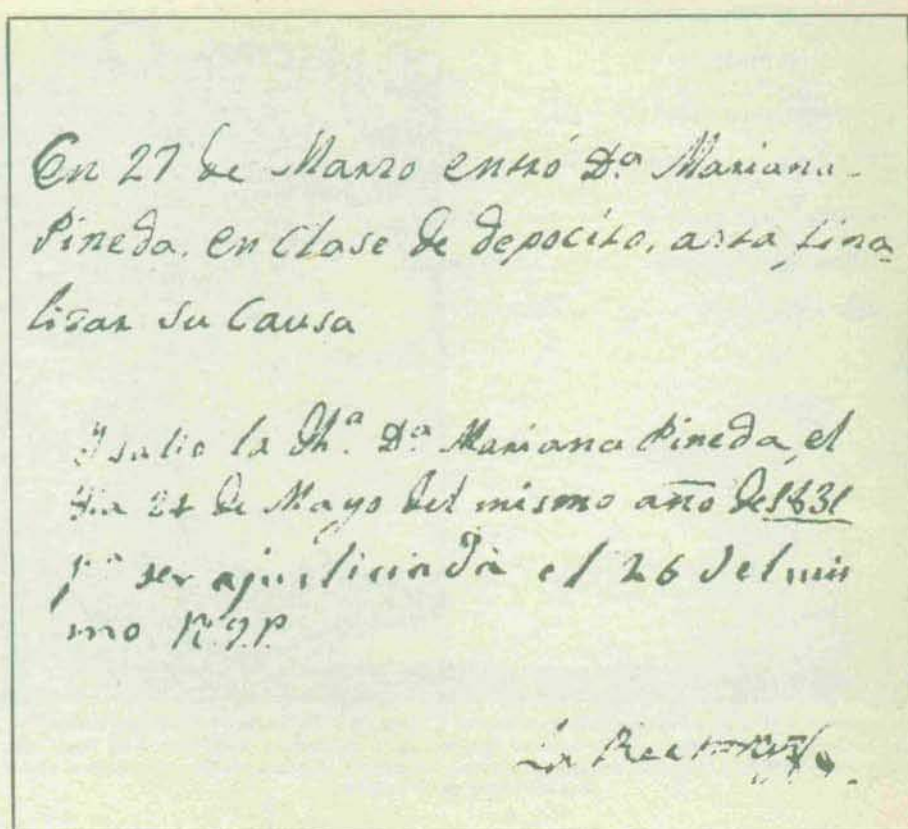 En 27 de Marzo entró Dª Mariana
Pineda. en Clase de depocito, asta fina
lisar su Causa
Y salio la Dhª. Dª Mariana Pineda, el
dia 24 de Mayo del mismo año de 1831
pª ser ajusticiada el 26 del mis
mo R.I.P.
La